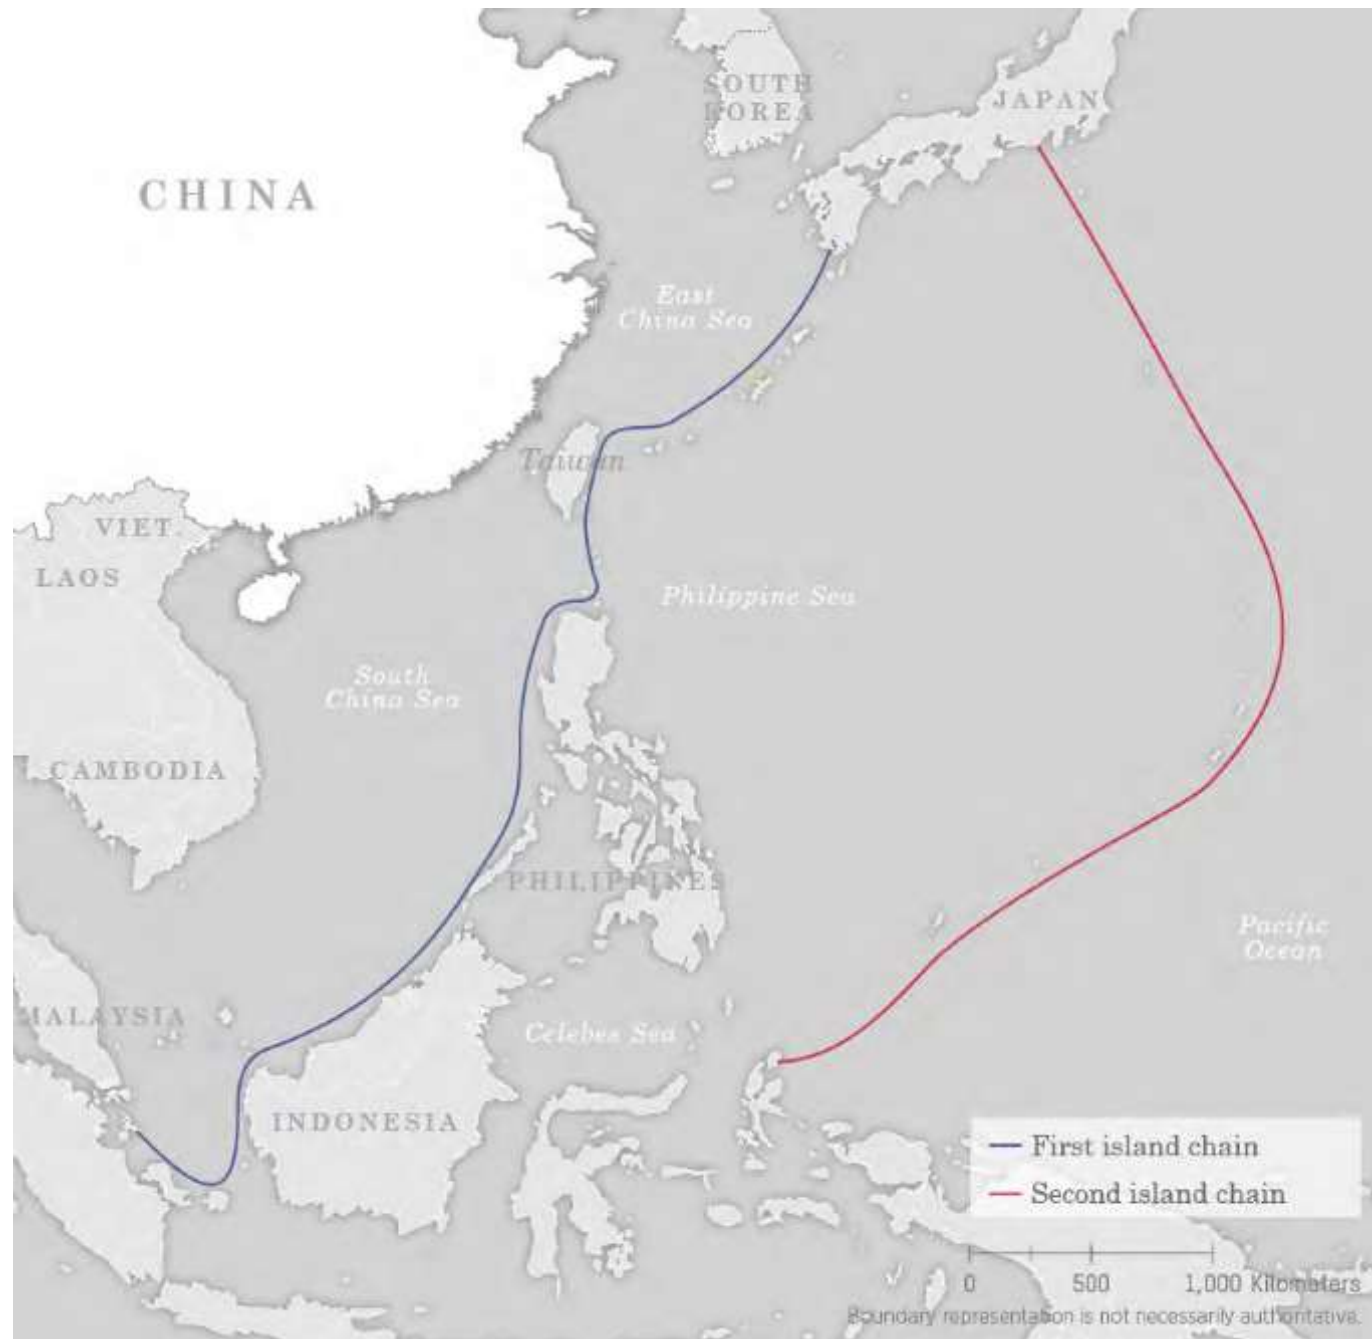 SOUTH
KOREA
JAPAN
CHINA
East
China Sea
Taiwan
VIET.
LAOS
Philippine Sea
South
China Sea
CAMBODIA
PHILIPPINES
Pacific
Ocean
MALAYSIA
Celebes Sea
INDONESIA
First island chain
Second island chain
0 500 1,000 Kilometers
Boundary representation is not necessarily authoritative.